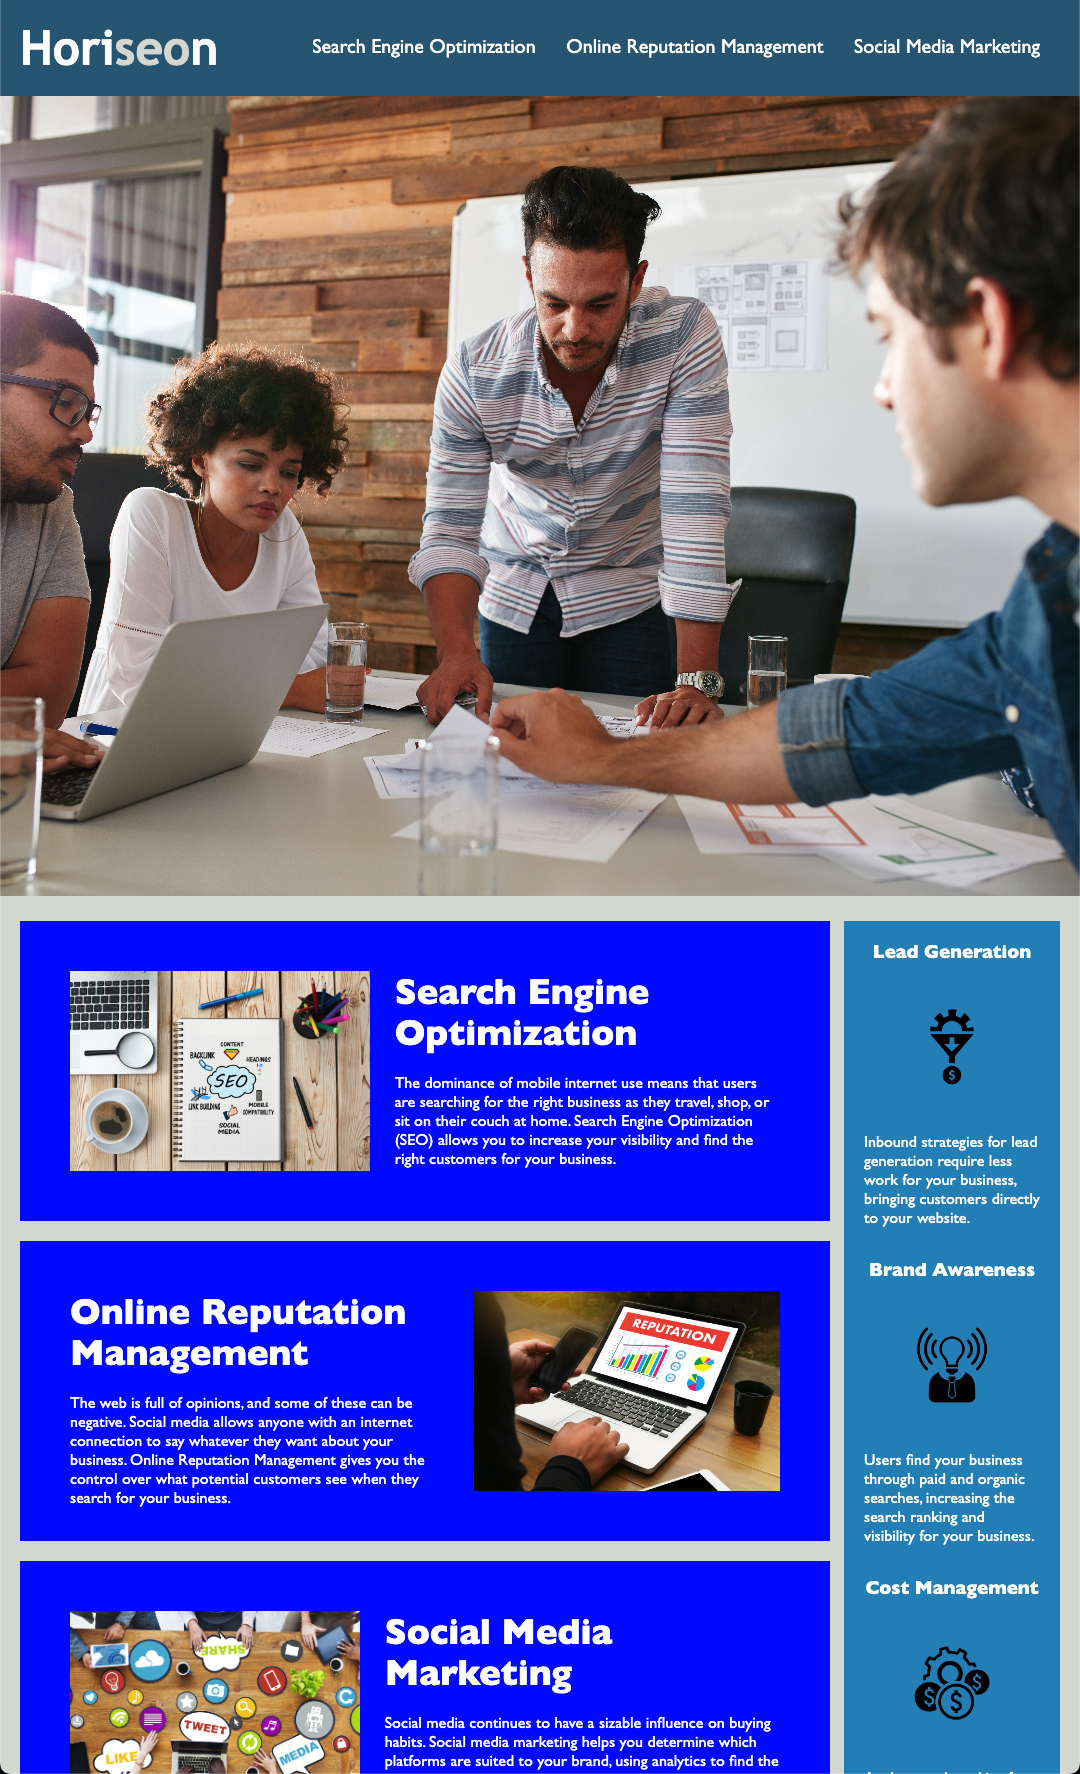 Horiseon
Search Engine Optimization
Online Reputation Management
Social Media Marketing
CONTENT
BACKLINK
HEADINGS
SEO
LINK BUILDING
MOBILE
COMPATIBILITY
SOCIAL
MEDIA
Search Engine
Optimization
The dominance of mobile internet use means that users
are searching for the right business as they travel, shop, or
sit on their couch at home. Search Engine Optimization
(SEO) allows you to increase your visibility and find the
right customers for your business.
Online Reputation
Management
The web is full of opinions, and some of these can be
negative. Social media allows anyone with an internet
connection to say whatever they want about your
business. Online Reputation Management gives you the
control over what potential customers see when they
search for your business.
REPUTATION
SHARE
TWEET
LIKE
MEDIA
Social Media
Marketing
Social media continues to have a sizable influence on buying
habits. Social media marketing helps you determine which
platforms are suited to your brand, using analytics to find the
Lead Generation
$
Inbound strategies for lead
generation require less
work for your business,
bringing customers directly
to your website.
Brand Awareness
Users find your business
through paid and organic
searches, increasing the
search ranking and
visibility for your business.
Cost Management
$
$
$